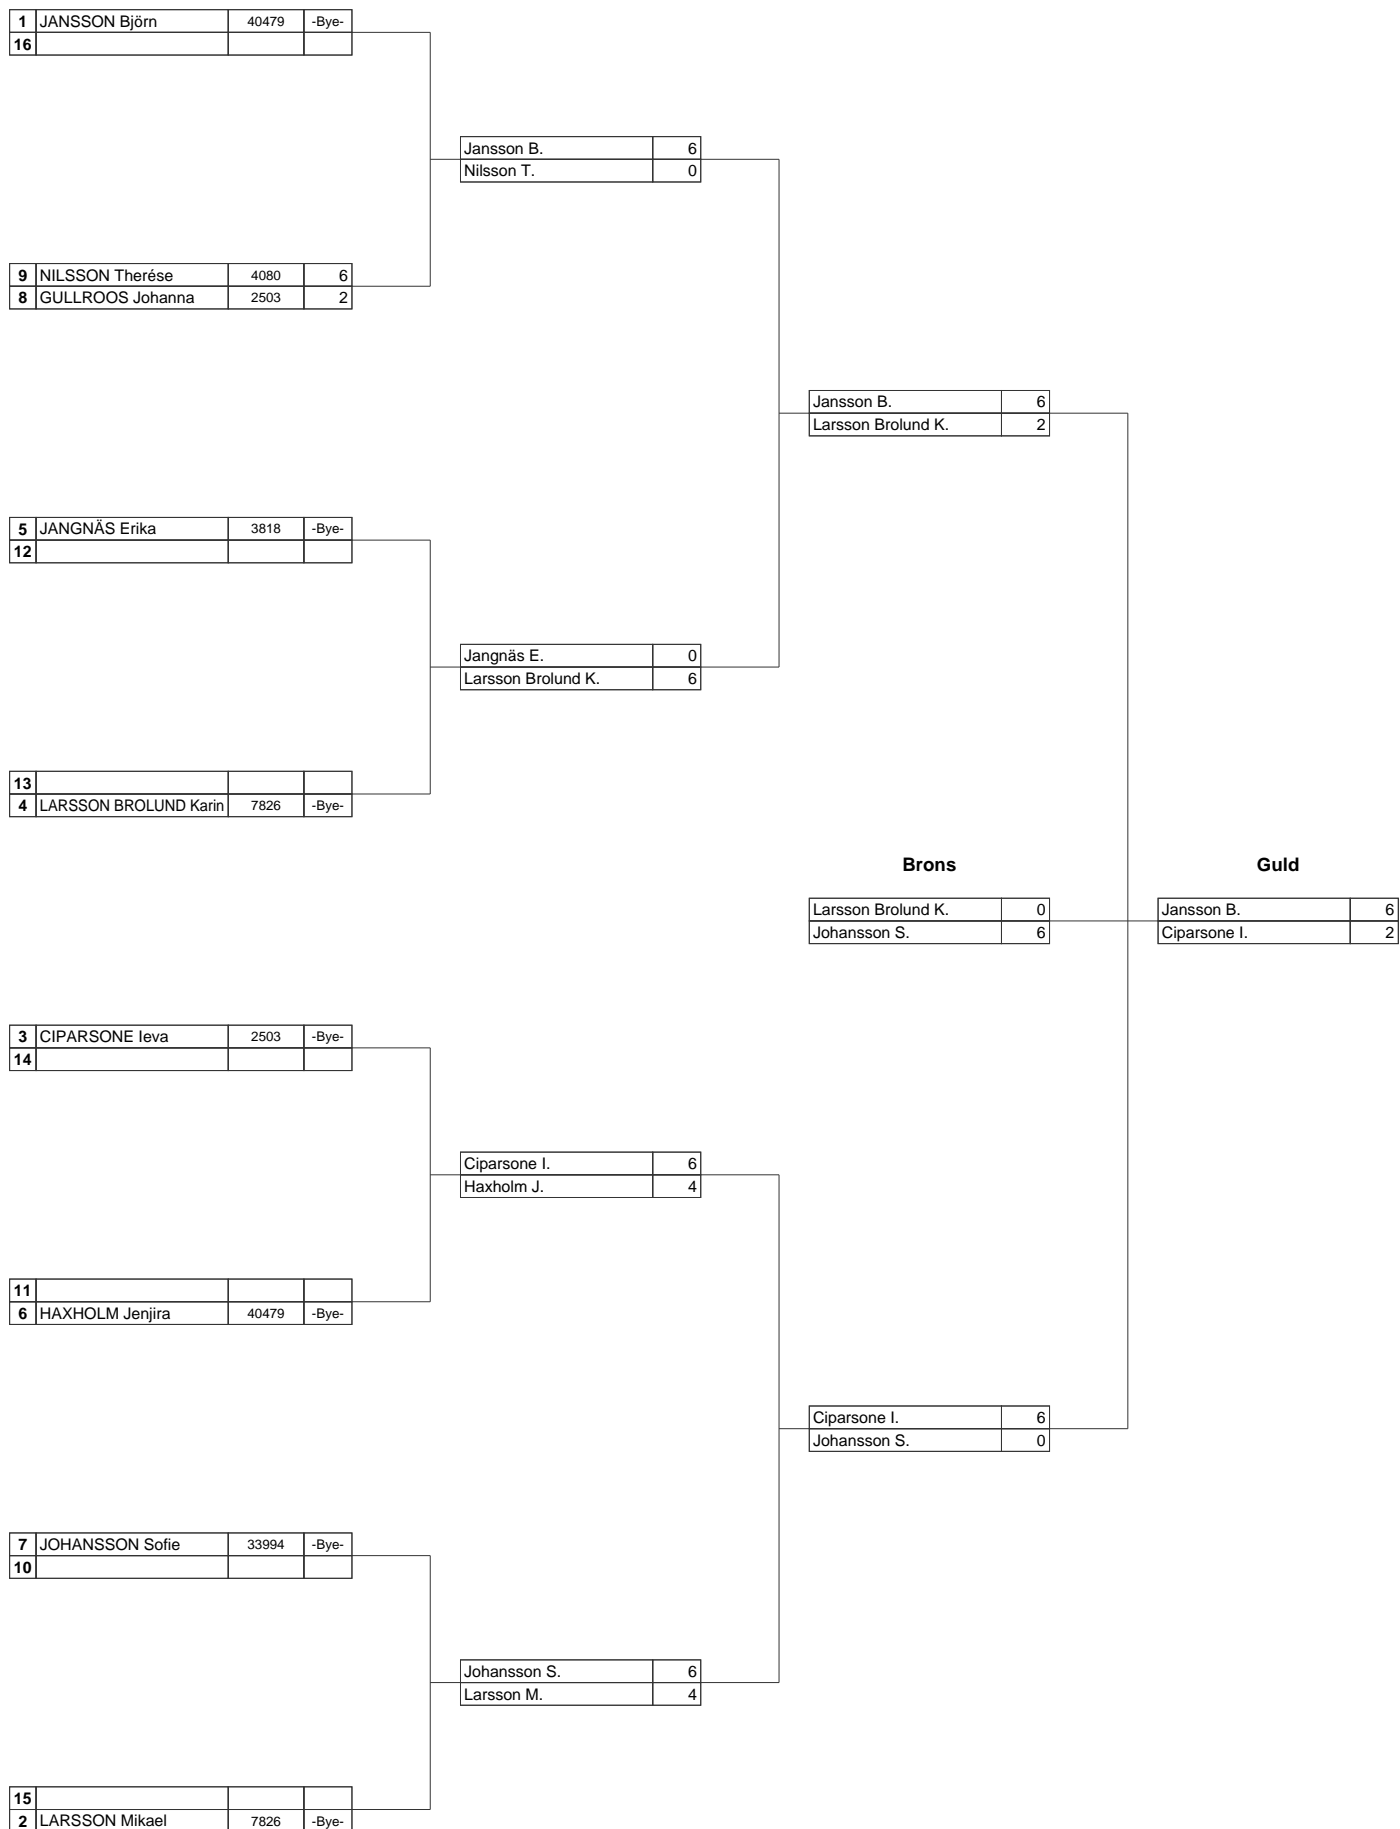 1 JANSSON Björn 40479 -Bye-
16
Jansson B. 6
Nilsson T. 0
9 NILSSON Therése 4080 6
8 GULLROOS Johanna 2503 2
Jansson B. 6
Larsson Brolund K. 2
5 JANGNÄS Erika 3818 -Bye-
12
Jangnäs E. 0
Larsson Brolund K. 6
13
4 LARSSON BROLUND Karin 7826 -Bye-
Brons Guld
Larsson Brolund K. 0 Jansson B. 6
Johansson S. 6 Ciparsone I. 2
3 CIPARSONE Ieva 2503 -Bye-
14
Ciparsone I. 6
Haxholm J. 4
11
6 HAXHOLM Jenjira 40479 -Bye-
Ciparsone I. 6
Johansson S. 0
7 JOHANSSON Sofie 33994 -Bye-
10
Johansson S. 6
Larsson M. 4
15
2 LARSSON Mikael 7826 -Bye-